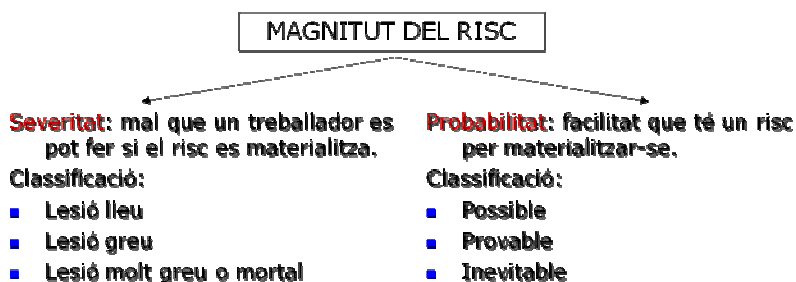 MAGNITUT DEL RISC
Severitat: mal que un treballador es
pot fer si el risc es materialitza.
Classificació:
Lesió lleu
Lesió greu
Lesió molt greu o mortal
Probabilitat: facilitat que té un risc
per materialitzar-se.
Classificació:
Possible
Provable
Inevitable